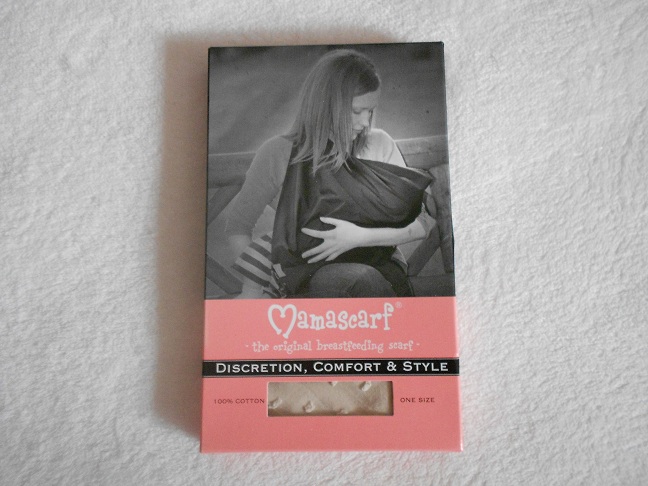 Mamascarf®
- the original breastfeeding scarf -
DISCRETION, COMFORT & STYLE
100% COTTON
ONE SIZE